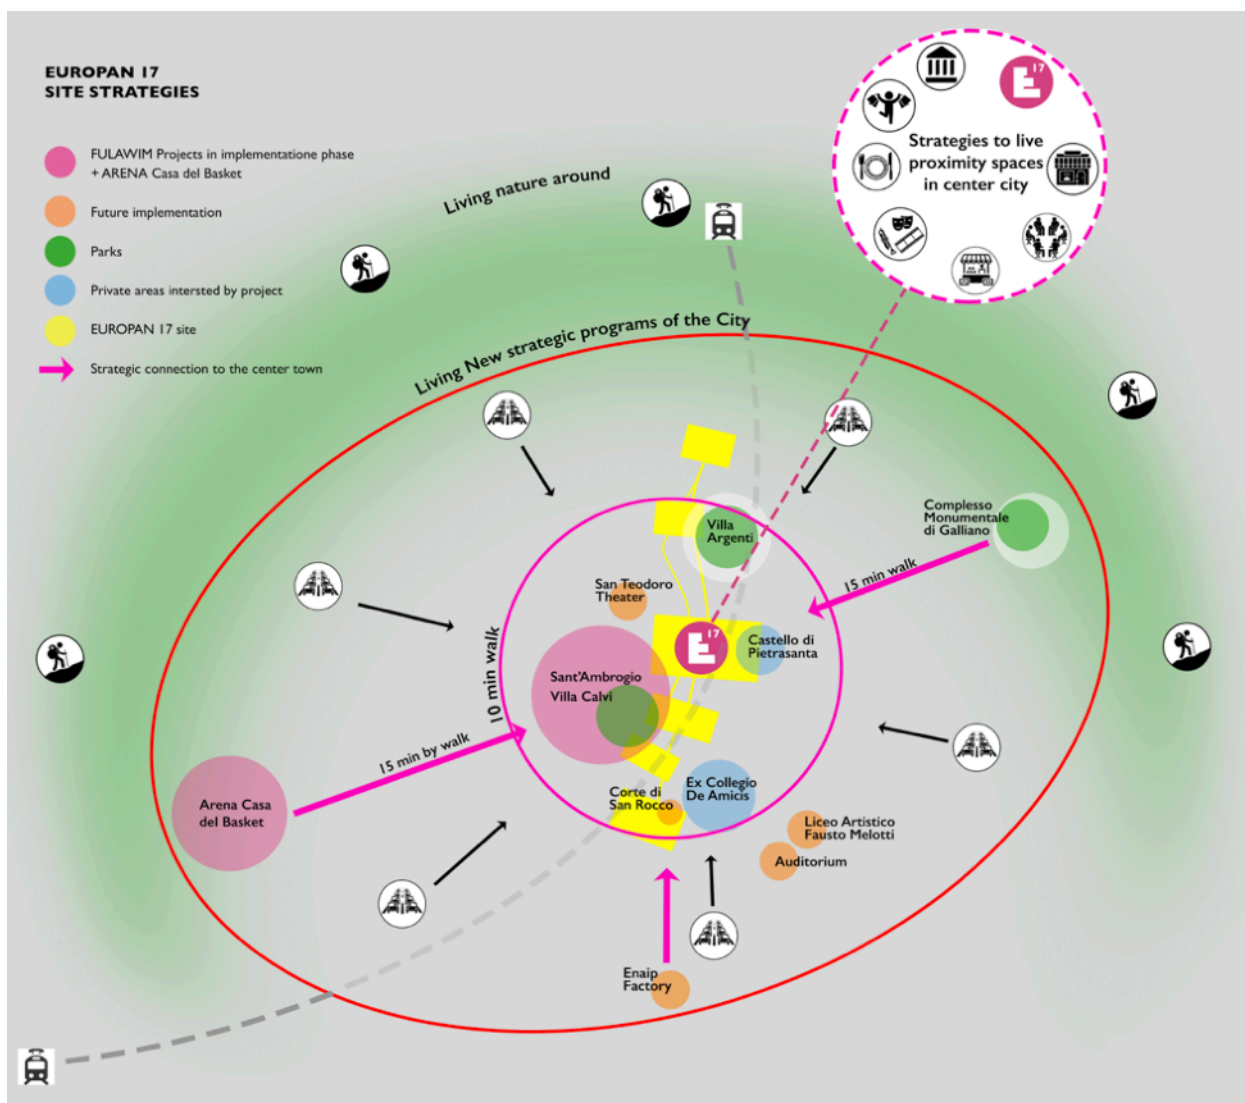 EUROPAN 17
SITE STRATEGIES
FULAWIM Projects in implementatione phase
+ ARENA Casa del Basket
Future implementation
Parks
Private areas intersted by project
EUROPAN 17 site
Strategic connection to the center town
Living nature around
E 17
Strategies to live
proximity spaces
in center city
Living New strategic programs of the City
Complesso
Monumentale
di Galliano
15 min walk
Villa
Argenti
San Teodoro
Theater
10 min walk
E 17
Castello di
Pietrasanta
Sant'Ambrogio
Villa Calvi
15 min by walk
Arena Casa
del Basket
Corte di
San Rocco
Ex Collegio
De Amicis
Liceo Artistico
Fausto Melotti
Auditorium
Enaip
Factory